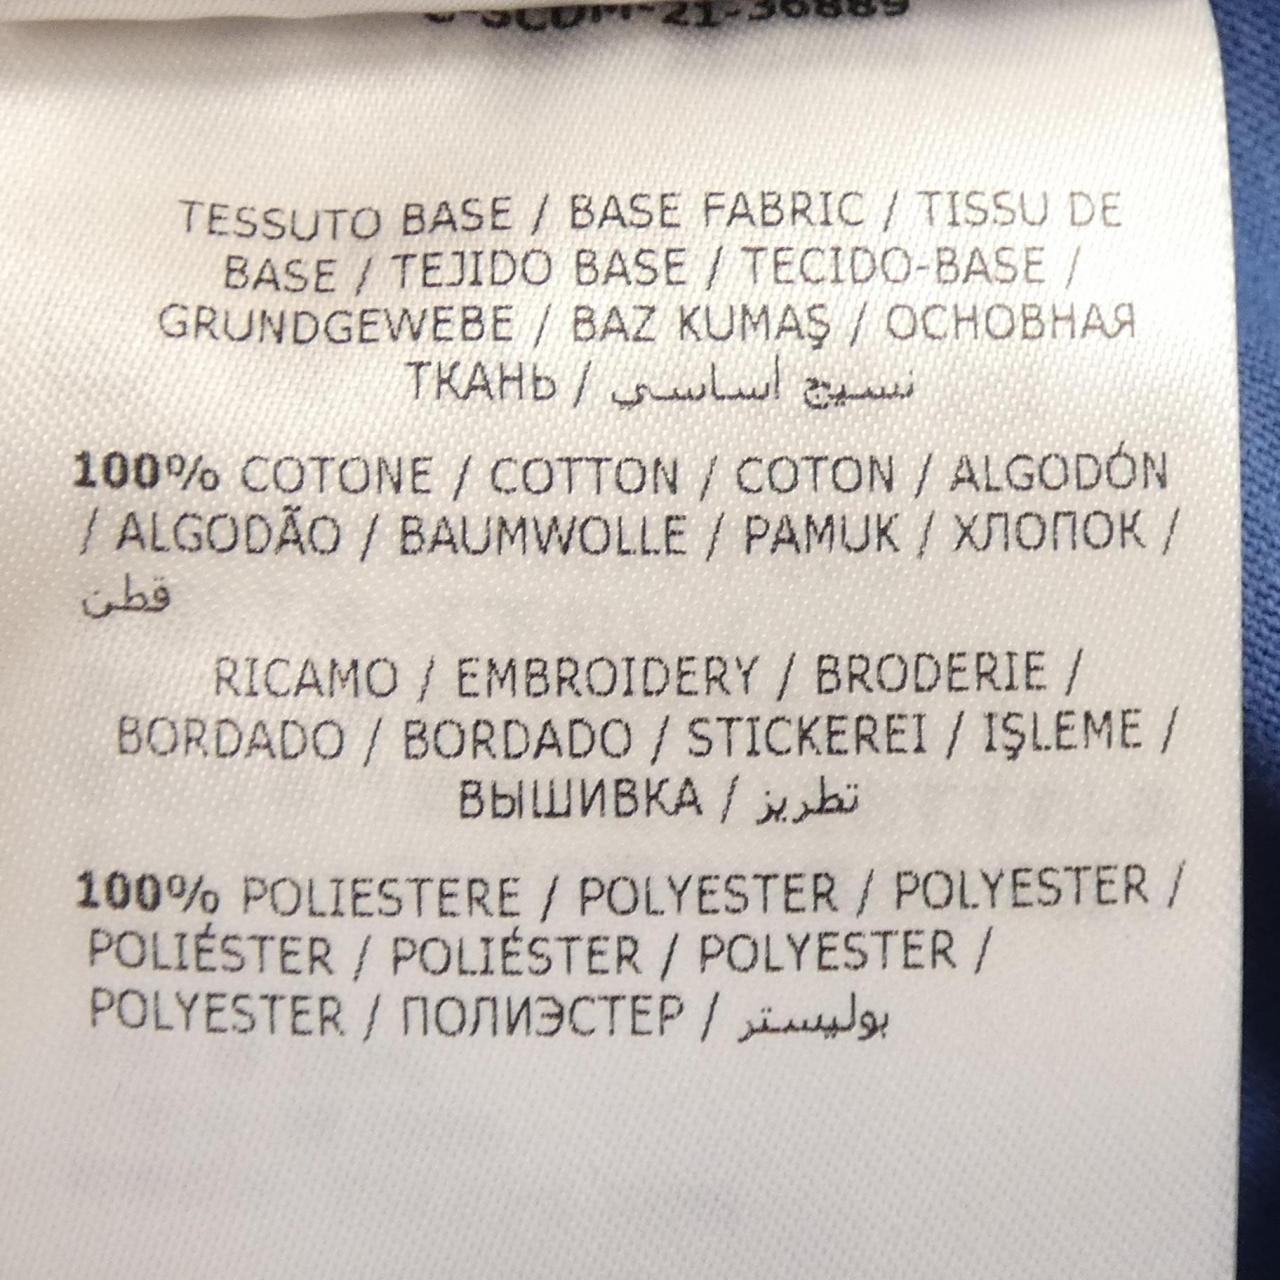 TESSUTO BASE / BASE FABRIC / TISSU DE
BASE / TEJIDO BASE / TECIDO-BASE /
GRUNDGEWEBE / BAZ KUMAŞ / ОСНОВНАЯ
ТКАНЬ / نسيج أساسي
100% COTONE / COTTON / COTON / ALGODÓN
/ ALGODÃO / BAUMWOLLE / PAMUK / ХЛОПОК /
قطن
RICAMO / EMBROIDERY / BRODERIE /
BORDADO / BORDADO / STICKEREI / IŞLEME /
ВЫШИВКА / تطريز
100% POLIESTERE / POLYESTER / POLYESTER /
POLIÉSTER / POLIÉSTER / POLYESTER /
POLYESTER / ПОЛИЭСТЕР / بوليستر